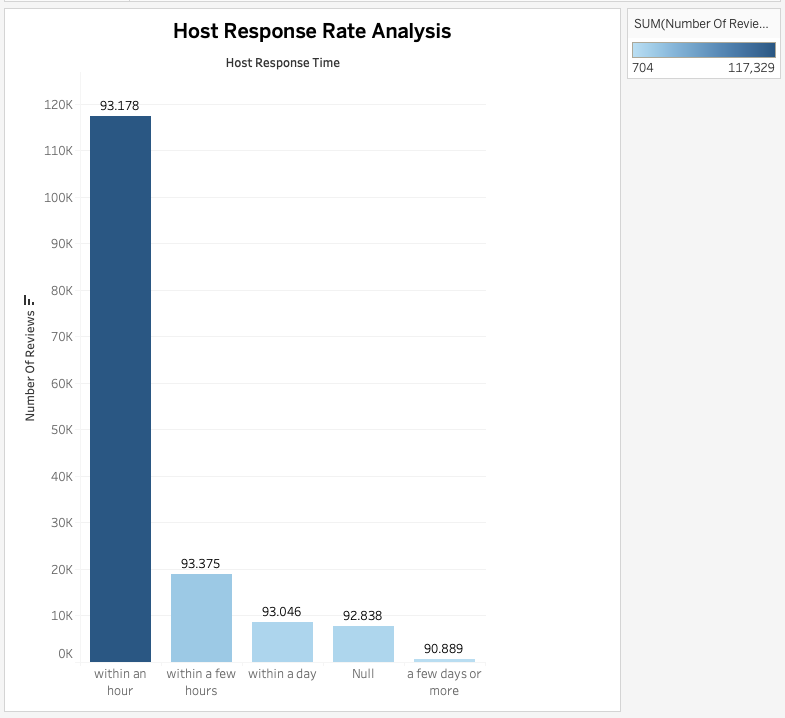 Host Response Rate Analysis
Host Response Time
Number Of Reviews
120K
110K
100K
90K
80K
70K
60K
50K
40K
30K
20K
10K
0K
93.178
93.375
93.046
92.838
90.889
within an
hour
within a few
hours
within a day
Null
a few days or
more
SUM(Number Of Revie...
704
117,329